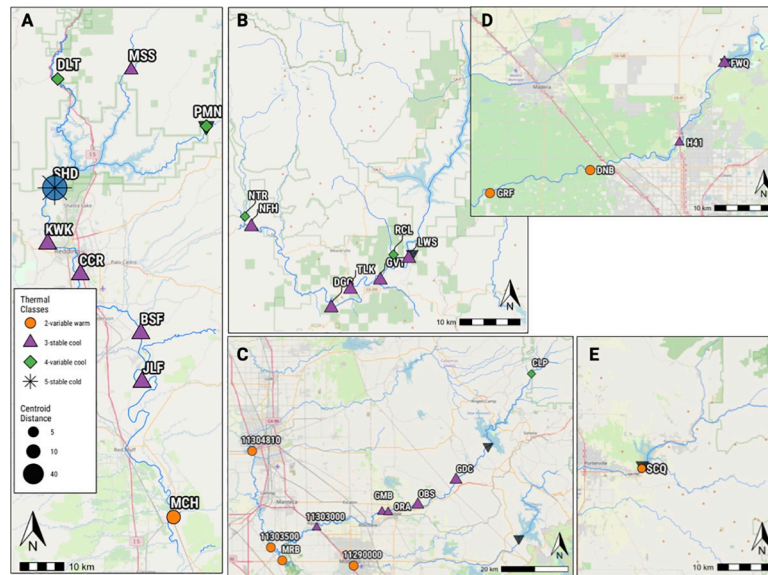 A
DLT
MSS
PMN
SHD
KWK
CCR
BSF
JLF
MCH
Thermal
Classes
2-variable warm
3-stable cool
4-variable cool
5-stable cold
Centroid
Distance
5
10
40
N
10 km
B
NTR
NFH
RCL
LWS
TLK
GVT
DGC
N
10 km
C
CLP
11304810
GDC
OBS
GMB
ORA
11303000
11303500
MRB
11290000
Manteca
N
20 km
D
FWQ
H41
DNB
GRF
Madera
N
10 km
E
SCQ
Porterville
N
10 km